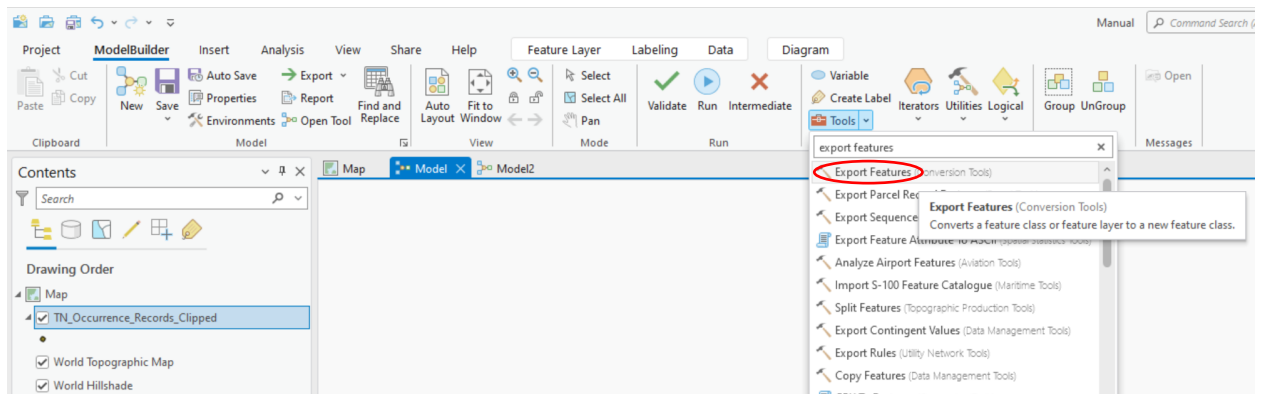 Manual
Command Search
Project ModelBuilder Insert Analysis View Share Help Feature Layer Labeling Data Diagram
Cut
Copy
Paste
Clipboard
New
Save
Auto Save
Properties
Environments
Export
Report
Open Tool
Find and Replace
Model
Auto Layout
Fit to Window
View
Select
Select All
Pan
Mode
Validate
Run
Intermediate
Run
Variable
Create Label
Tools
Iterators
Utilities
Logical
Group
UnGroup
Open
Messages
export features
Export Features (Conversion Tools)
Export Parcel
Export Sequence
Export Feature Attribute To ASCII (Spatial Statistics Tools)
Analyze Airport Features (Aviation Tools)
Import S-100 Feature Catalogue (Maritime Tools)
Split Features (Topographic Production Tools)
Export Contingent Values (Data Management Tools)
Export Rules (Utility Network Tools)
Copy Features (Data Management Tools)
Export Features (Conversion Tools)
Converts a feature class or feature layer to a new feature class.
Contents
Search
Drawing Order
Map
TN_Occurrence_Records_Clipped
World Topographic Map
World Hillshade
Map
Model
Model2